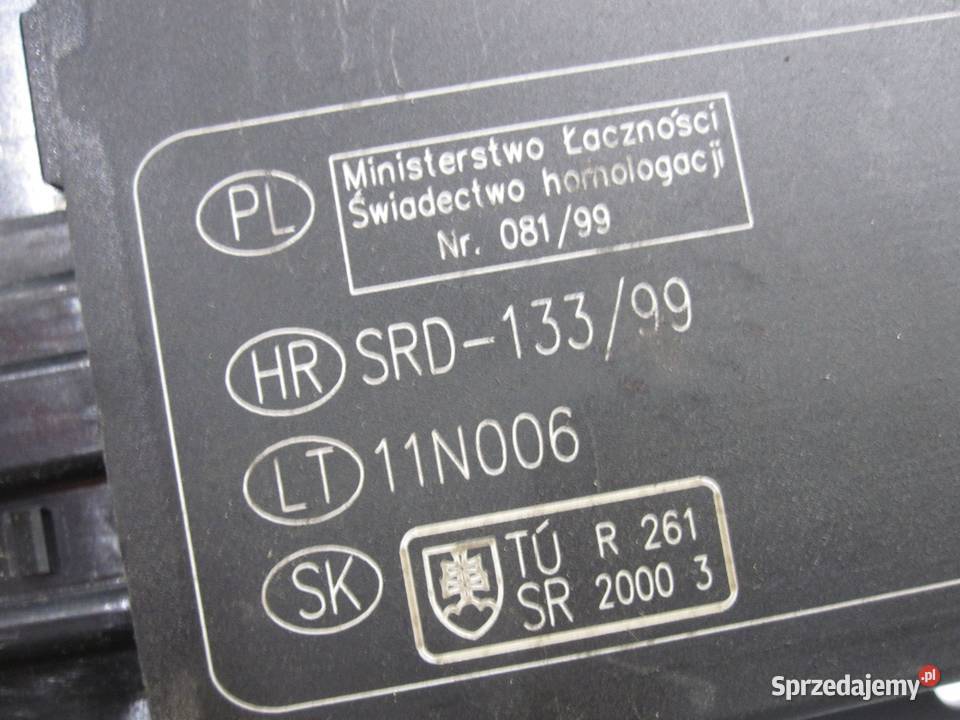 PL
Ministerstwo Łaczności
Świadectwo homologacji
Nr. 081/99
HR SRD-133/99
LT 11N006
SK TÚ R 261
SR 2000 3
Sprzedajemy.pl